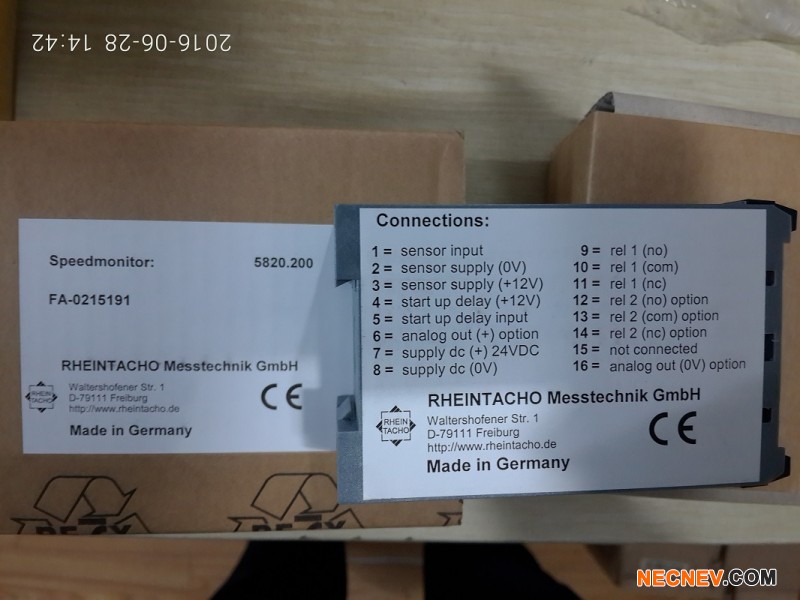 2016-06-28 14:42
Speedmonitor: 5820.200
FA-0215191
RHEINTACHO Messtechnik GmbH
RHEIN
TACHO
Waltershofener Str. 1
D-79111 Freiburg
http://www.rheintacho.de
CE
Made in Germany
Connections:
1 = sensor input
2 = sensor supply (0V)
3 = sensor supply (+12V)
4 = start up delay (+12V)
5 = start up delay input
6 = analog out (+) option
7 = supply dc (+) 24VDC
8 = supply dc (0V)
9 = rel 1 (no)
10 = rel 1 (com)
11 = rel 1 (nc)
12 = rel 2 (no) option
13 = rel 2 (com) option
14 = rel 2 (nc) option
15 = not connected
16 = analog out (0V) option
RHEINTACHO Messtechnik GmbH
RHEIN
TACHO
Waltershofener Str. 1
D-79111 Freiburg
http://www.rheintacho.de
CE
Made in Germany
NECNEV.COM